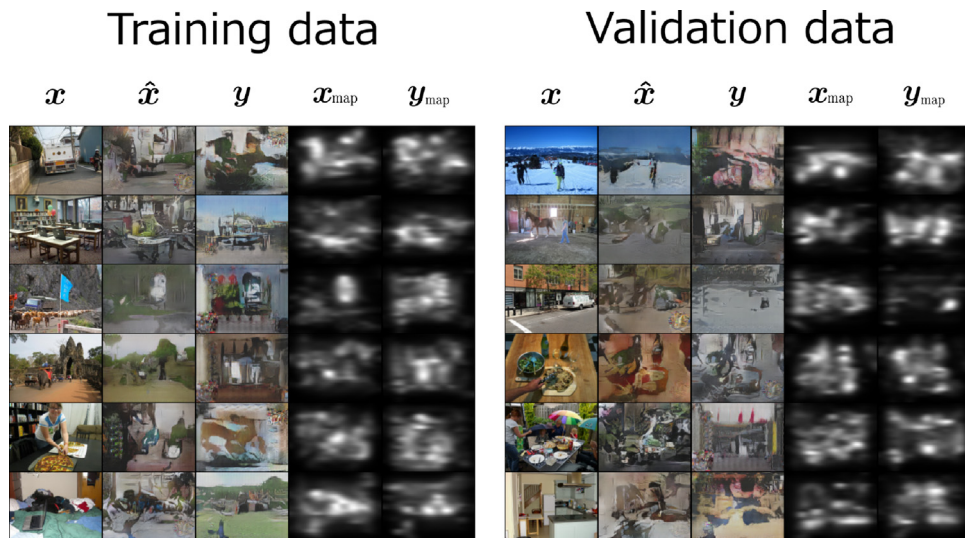 Training data
Validation data
x x̂ y x_map y_map
x x̂ y x_map y_map